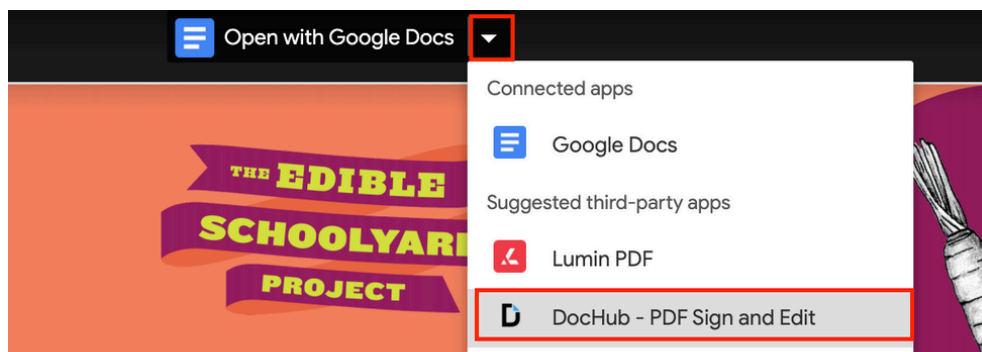 Open with Google Docs
Connected apps
Google Docs
Suggested third-party apps
Lumin PDF
DocHub - PDF Sign and Edit
THE EDIBLE
SCHOOLYARD
PROJECT